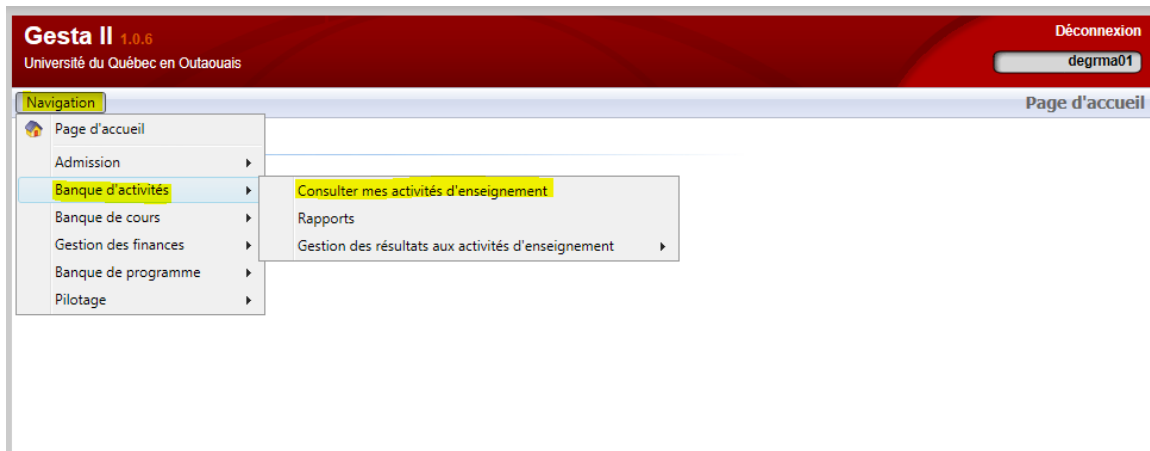 Gesta II 1.0.6
Déconnexion
Université du Québec en Outaouais
degrma01
Navigation
Page d'accueil
Page d'accueil
Admission
Banque d'activités
Consulter mes activités d'enseignement
Banque de cours
Rapports
Gestion des finances
Gestion des résultats aux activités d'enseignement
Banque de programme
Pilotage